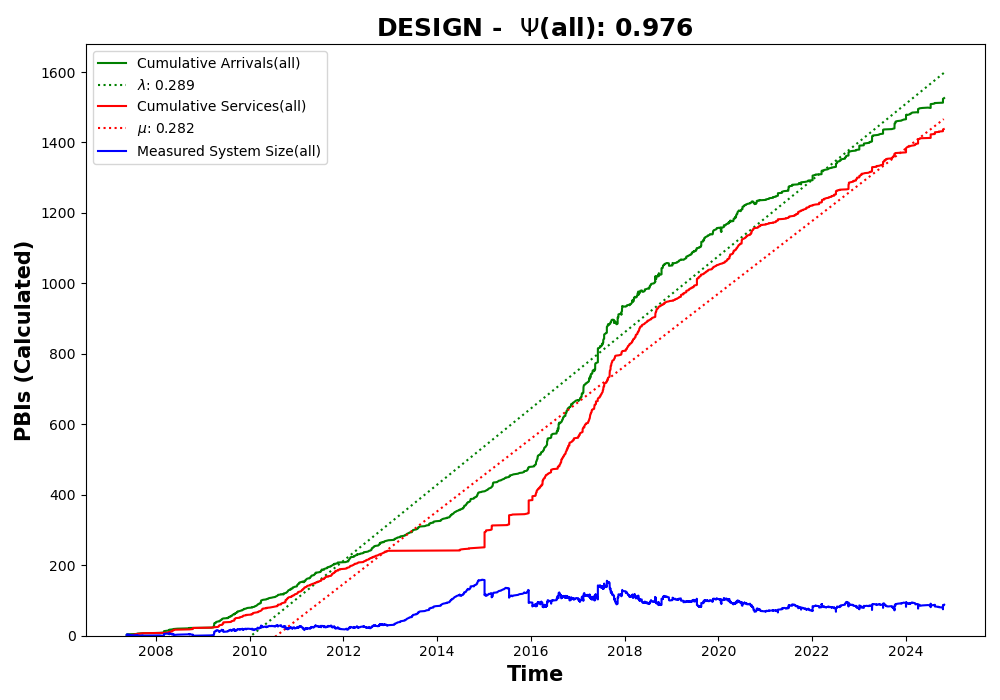 DESIGN - Ψ(all): 0.976
Cumulative Arrivals(all)
λ: 0.289
Cumulative Services(all)
μ: 0.282
Measured System Size(all)
PBIs (Calculated)
1600
1400
1200
1000
800
600
400
200
0
2008 2010 2012 2014 2016 2018 2020 2022 2024
Time